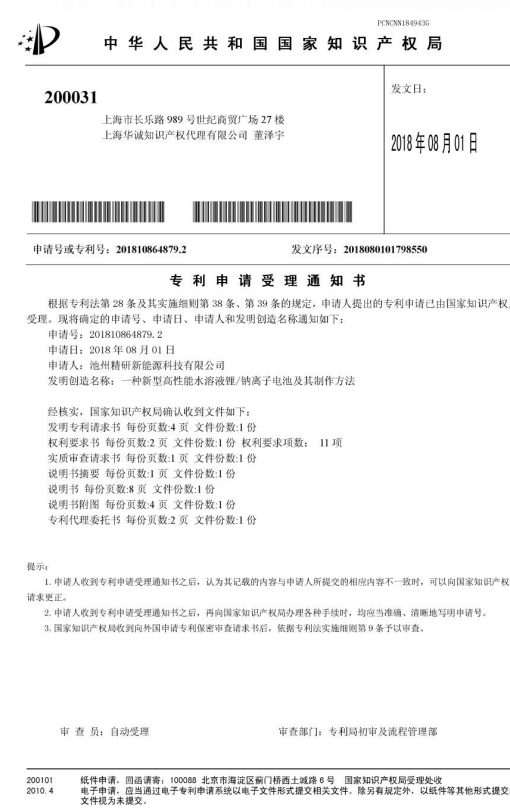 PCNCNN184943G
中华人民共和国国家知识产权局
200031
发文日：
上海市长乐路 989 号世纪商贸广场 27 楼
上海华诚知识产权代理有限公司 董泽宇
2018 年 08 月 01 日
申请号或专利号：201810864879.2 发文序号：2018080101798550
专利申请受理通知书
根据专利法第 28 条及其实施细则第 38 条、第 39 条的规定，申请人提出的专利申请已由国家知识产权
受理。现将确定的申请号、申请日、申请人和发明创造名称通知如下：
申请号：201810864879.2
申请日：2018 年 08 月 01 日
申请人：池州精研新能源科技有限公司
发明创造名称：一种新型高性能水溶液锂/钠离子电池及其制作方法
经核实，国家知识产权局确认收到文件如下：
发明专利请求书 每份页数:4 页 文件份数:1 份
权利要求书 每份页数:2 页 文件份数:1 份 权利要求项数： 11 项
实质审查请求书 每份页数:1 页 文件份数:1 份
说明书摘要 每份页数:1 页 文件份数:1 份
说明书 每份页数:8 页 文件份数:1 份
说明书附图 每份页数:4 页 文件份数:1 份
专利代理委托书 每份页数:2 页 文件份数:1 份
提示：
1. 申请人收到专利申请受理通知书之后，认为其记载的内容与申请人所提交的相应内容不一致时，可以向国家知识产权
请求更正。
2. 申请人收到专利申请受理通知书之后，再向国家知识产权局办理各种手续时，均应当准确、清晰地写明申请号。
3. 国家知识产权局收到向外国申请专利保密审查请求书后，依据专利法实施细则第 9 条予以审查。
审 查 员：自动受理 审查部门：专利局初审及流程管理部
200101 纸件申请，回函请寄：100088 北京市海淀区蓟门桥西土城路 6 号 国家知识产权局受理处收
2010.4 电子申请，应当通过电子专利申请系统以电子文件形式提交相关文件。除另有规定外，以纸件等其他形式提交
文件视为未提交。